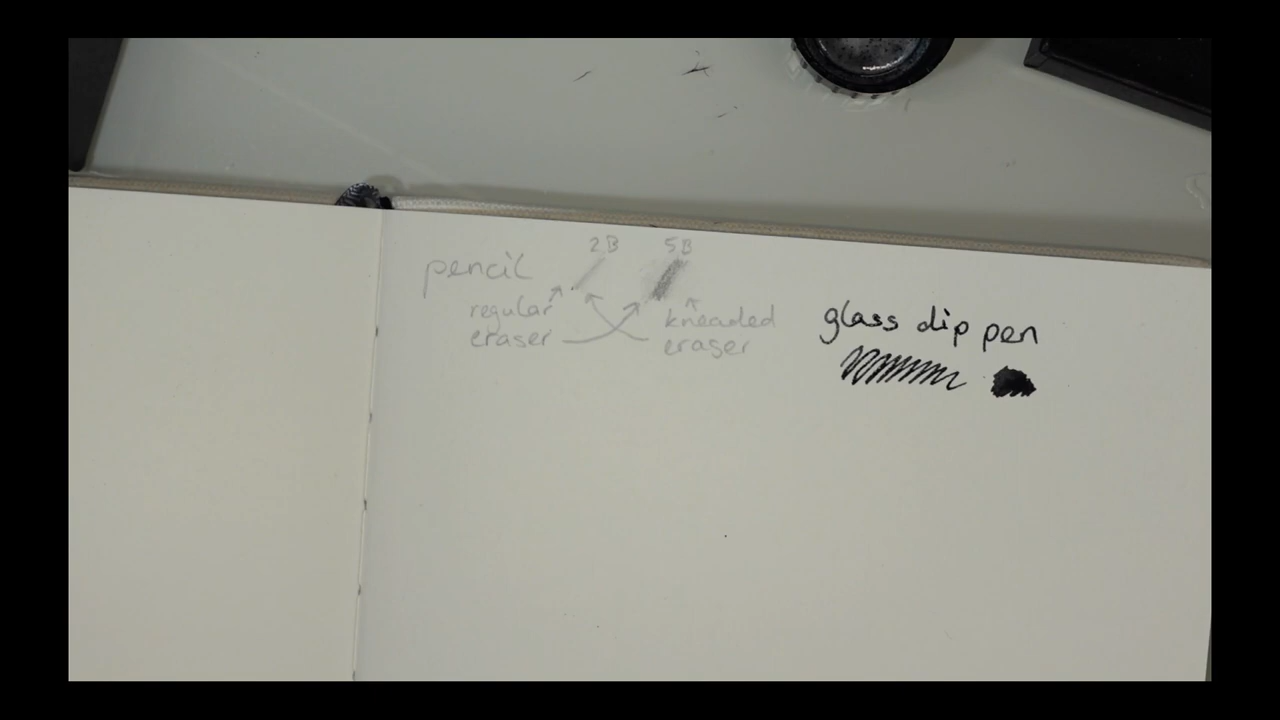 2B 5B
pencil
regular
eraser
kneaded
eraser
glass dip pen